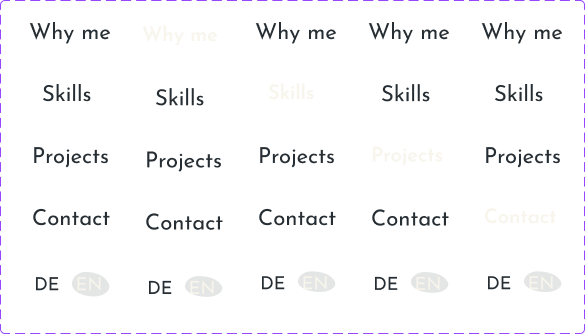 Why me Why me Why me Why me Why me
Skills Skills Skills Skills Skills
Projects Projects Projects Projects Projects
Contact Contact Contact Contact Contact
DE EN DE EN DE EN DE EN DE EN